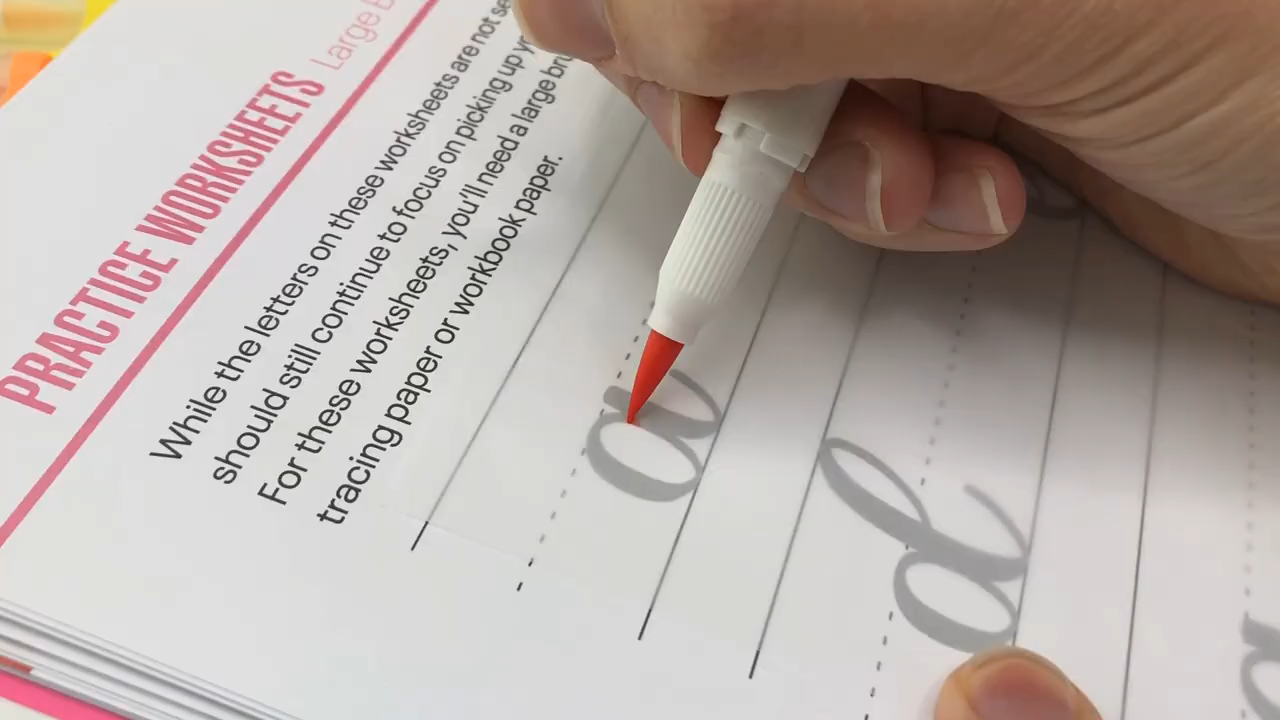 PRACTICE WORKSHEETS Large
While the letters on these worksheets are not
should still continue to focus on picking up
For these worksheets, you'll need a large
tracing paper or workbook paper.
a
d